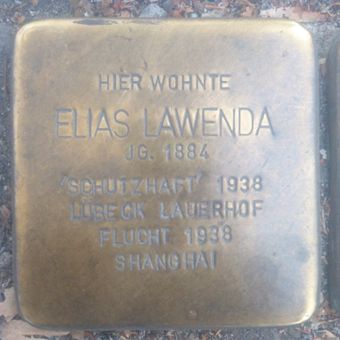 HIER WOHNTE
ELIAS LAWENDA
JG. 1884
'SCHUTZHAFT' 1938
LÜBECK LAUERHOF
FLUCHT 1938
SHANGHAI